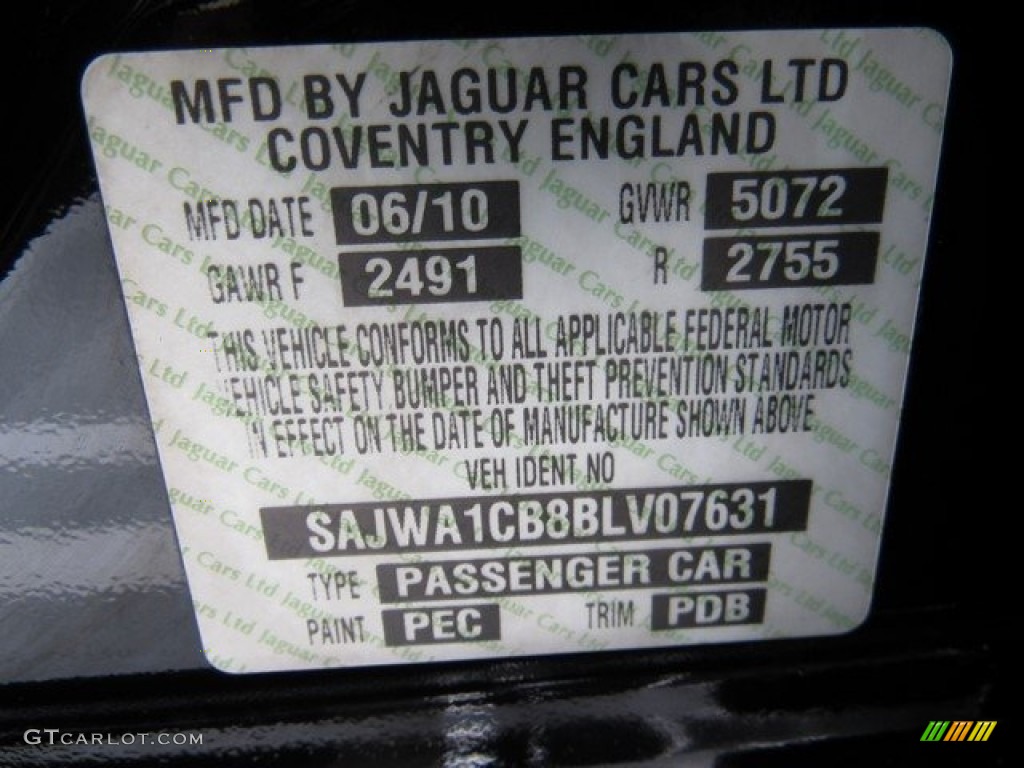 MFD BY JAGUAR CARS LTD
COVENTRY ENGLAND
MFD DATE 06/10 GVWR 5072
GAWR F 2491 R 2755
THIS VEHICLE CONFORMS TO ALL APPLICABLE FEDERAL MOTOR
VEHICLE SAFETY BUMPER AND THEFT PREVENTION STANDARDS
IN EFFECT ON THE DATE OF MANUFACTURE SHOWN ABOVE
VEH IDENT NO
SAJWA1CB8BLV07631
TYPE PASSENGER CAR
PAINT PEC TRIM PDB
GTCARLOT.COM